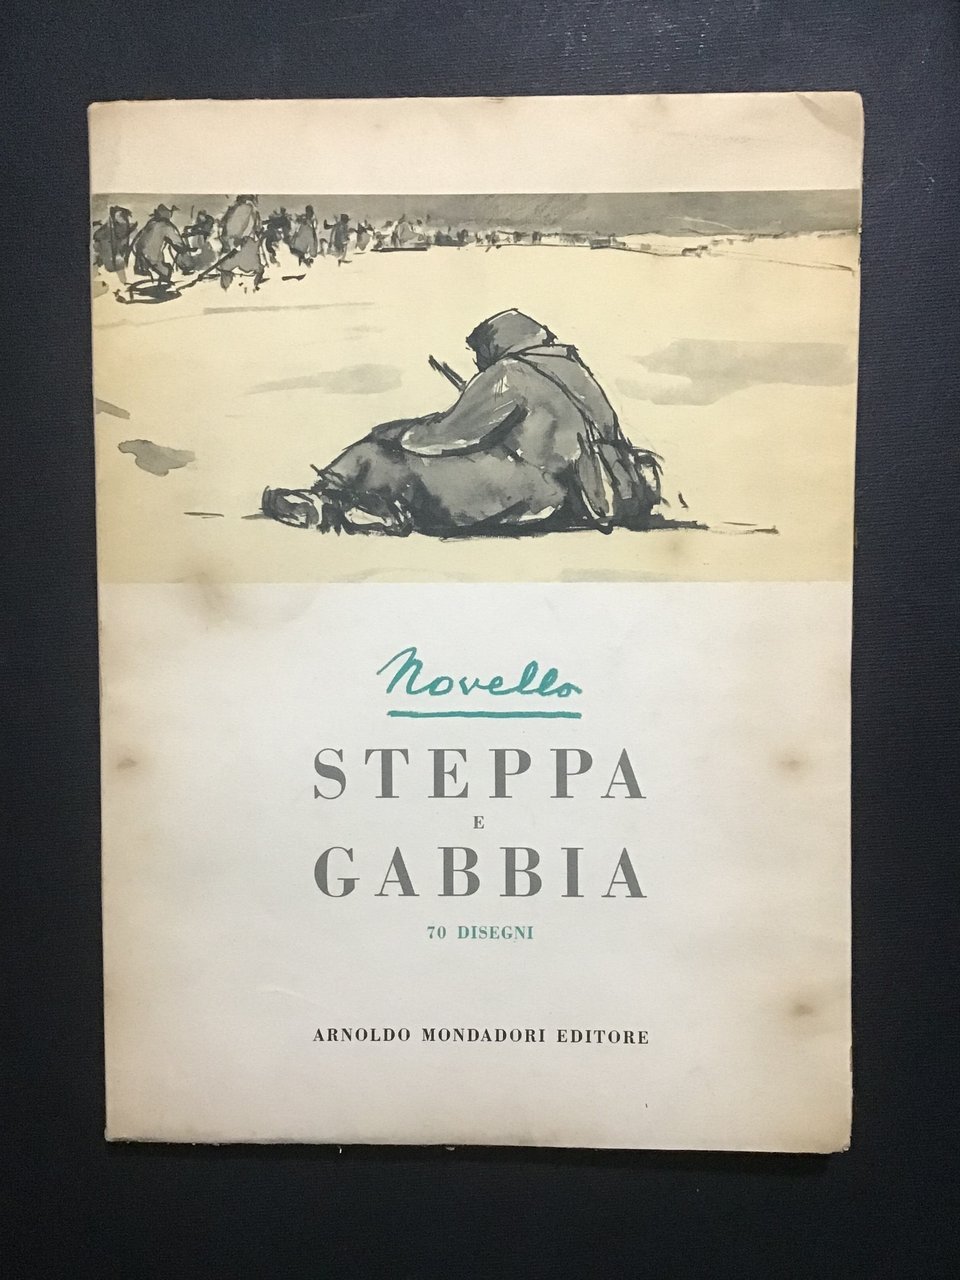 Novello
STEPPA
E
GABBIA
70 DISEGNI
ARNOLDO MONDADORI EDITORE